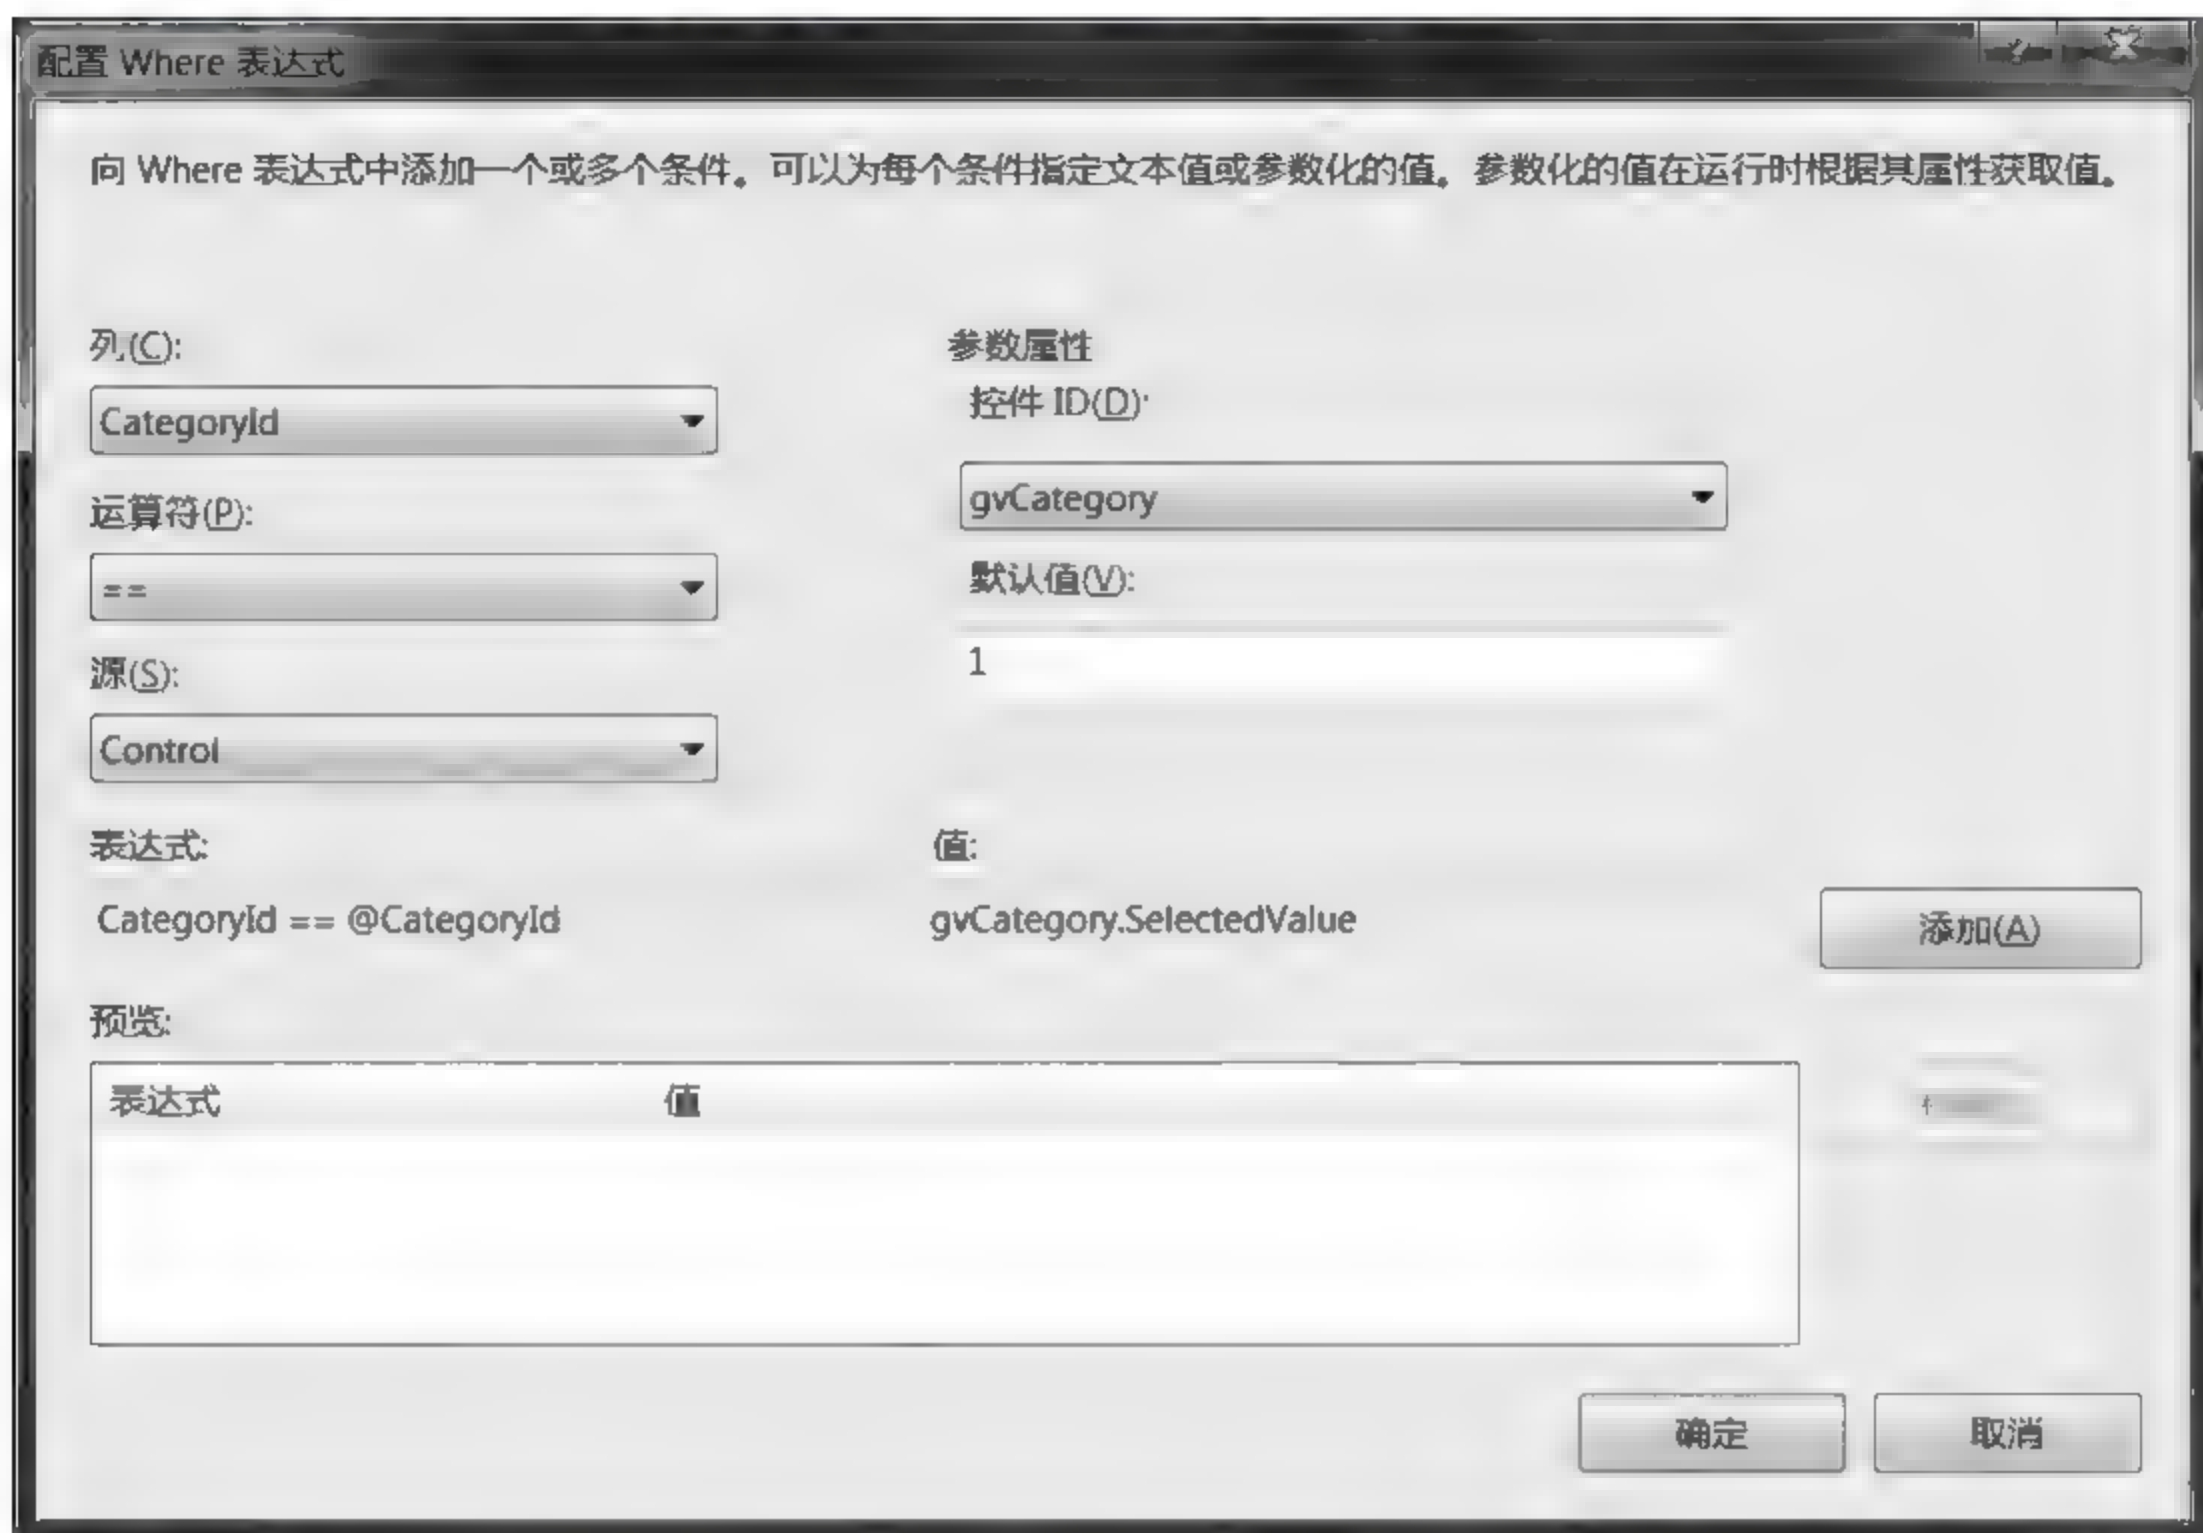 配置 Where 表达式
向 Where 表达式中添加一个或多个条件。可以为每个条件指定文本值或参数化的值。参数化的值在运行时根据其属性获取值。
列(C):
CategoryId
运算符(P):
==
源(S):
Control
参数属性
控件 ID(D):
gvCategory
默认值(V):
1
表达式:
值:
CategoryId == @CategoryId
gvCategory.SelectedValue
添加(A)
预览:
表达式
值
确定
取消